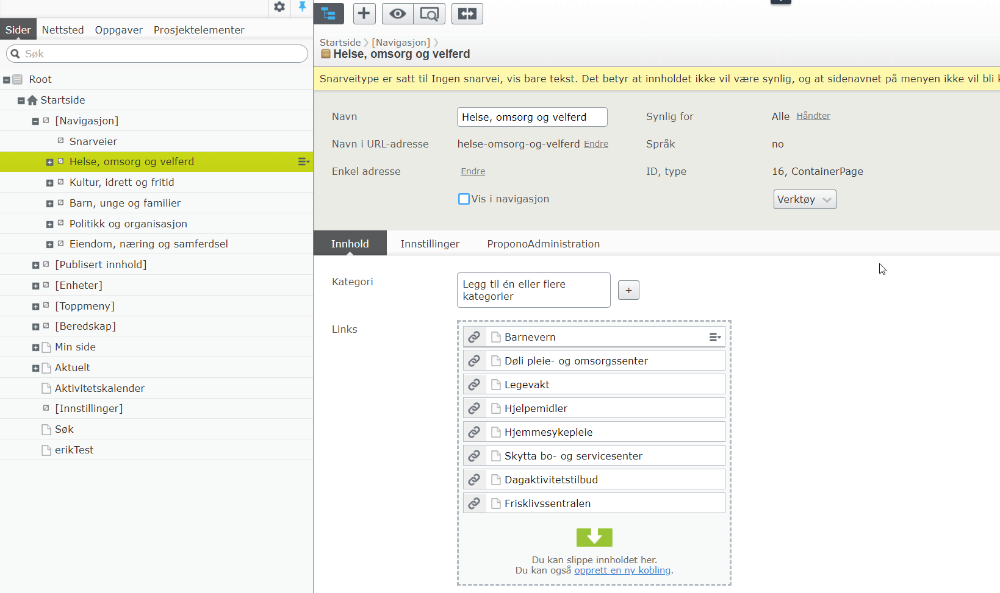 Sider Nettsted Oppgaver Prosjektelementer
Søk
Root
Startside
[Navigasjon]
Snarveier
Helse, omsorg og velferd
Kultur, idrett og fritid
Barn, unge og familier
Politikk og organisasjon
Eiendom, næring og samferdsel
[Publisert innhold]
[Enheter]
[Toppmeny]
[Beredskap]
Min side
Aktuelt
Aktivitetskalender
[Innstillinger]
Søk
erikTest
Startside [Navigasjon]
Helse, omsorg og velferd
Snarveitype er satt til Ingen snarvei, vis bare tekst. Det betyr at innholdet ikke vil være synlig, og at sidenavnet på menyen ikke vil bli
Navn Helse, omsorg og velferd Synlig for Alle Håndter
Navn i URL-adresse helse-omsorg-og-velferd Endre Språk no
Enkel adresse Endre ID, type 16, ContainerPage
Vis i navigasjon Verktøy
Innhold Innstillinger ProponoAdministration
Kategori Legg til én eller flere
kategorier +
Links
Barnevern
Døli pleie- og omsorgssenter
Legevakt
Hjelpemidler
Hjemmesykepleie
Skytta bo- og servicesenter
Dagaktivitetstilbud
Frisklivssentralen
Du kan slippe innholdet her.
Du kan også opprett en ny kobling.